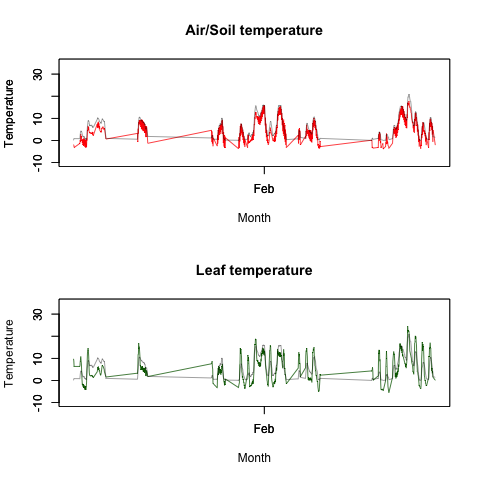 Air/Soil temperature
Temperature
30
10
0
-10
Feb
Month
Leaf temperature
Temperature
30
10
0
-10
Feb
Month